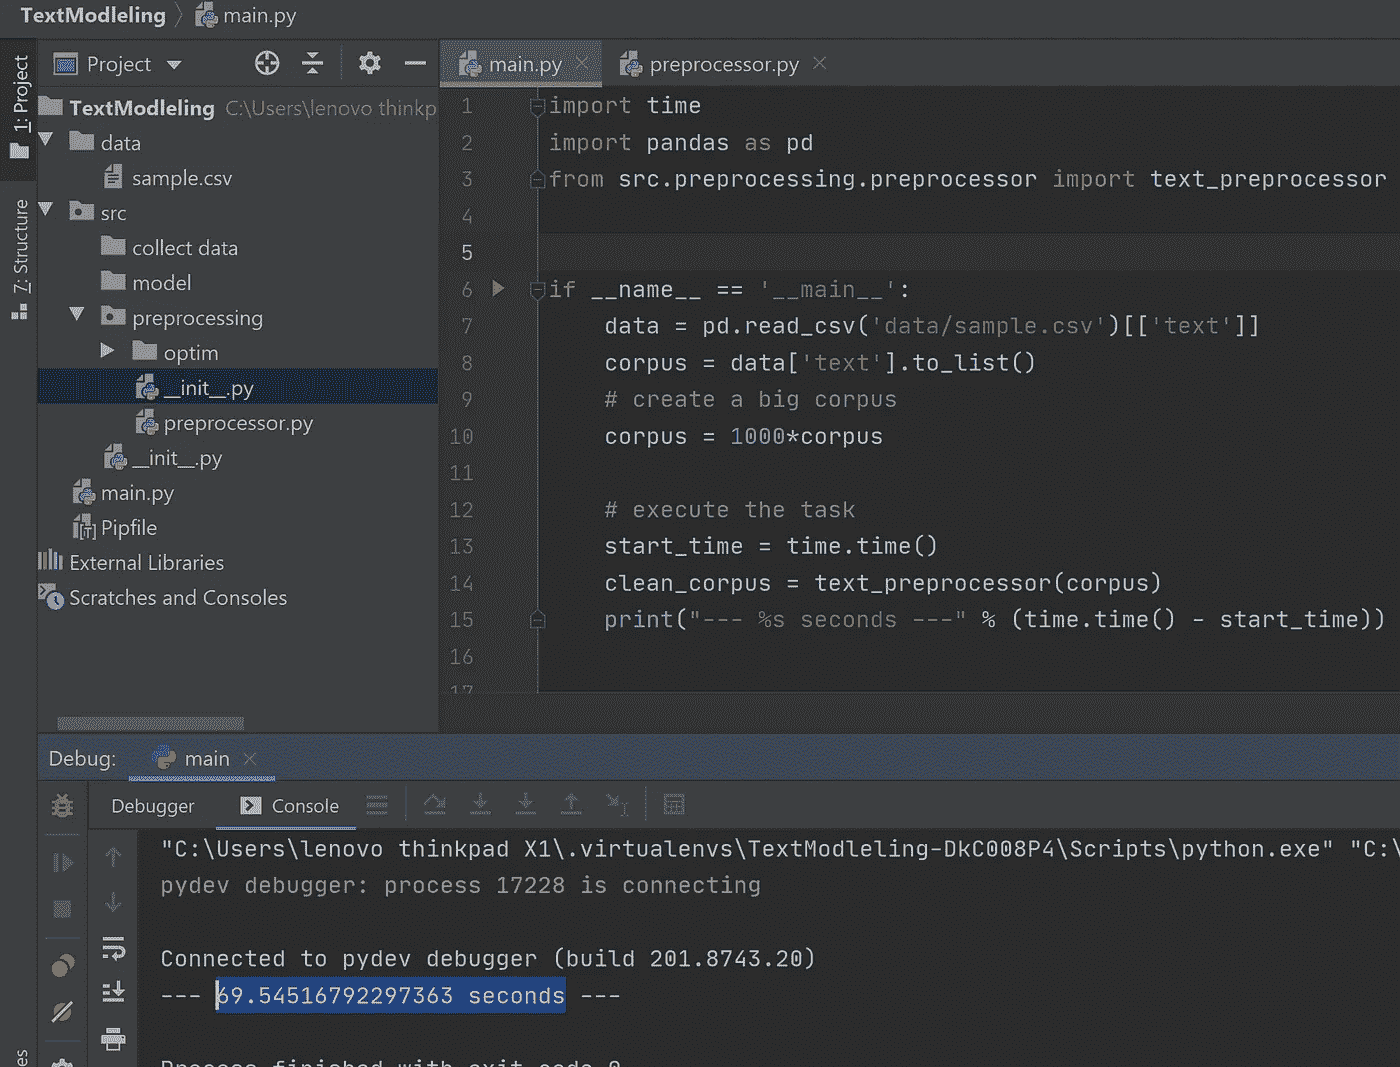 TextModleling
main.py
1: Project
7: Structure
Project
TextModleling C:\Users\lenovo thinkp
data
sample.csv
src
collect data
model
preprocessing
optim
__init__.py
preprocessor.py
__init__.py
main.py
Pipfile
External Libraries
Scratches and Consoles
main.py
preprocessor.py
1 import time
2 import pandas as pd
3 from src.preprocessing.preprocessor import text_preprocessor
4
5
6 if __name__ == '__main__':
7 data = pd.read_csv('data/sample.csv')[['text']]
8 corpus = data['text'].to_list()
9 # create a big corpus
10 corpus = 1000*corpus
11
12 # execute the task
13 start_time = time.time()
14 clean_corpus = text_preprocessor(corpus)
15 print("--- %s seconds ---" % (time.time() - start_time))
16
17
Debug: main
Debugger Console
"C:\Users\lenovo thinkpad X1\.virtualenvs\TextModleling-DkC008P4\Scripts\python.exe" "C:\
pydev debugger: process 17228 is connecting
Connected to pydev debugger (build 201.8743.20)
--- 69.54516792297363 seconds ---
Process finished with exit code 0